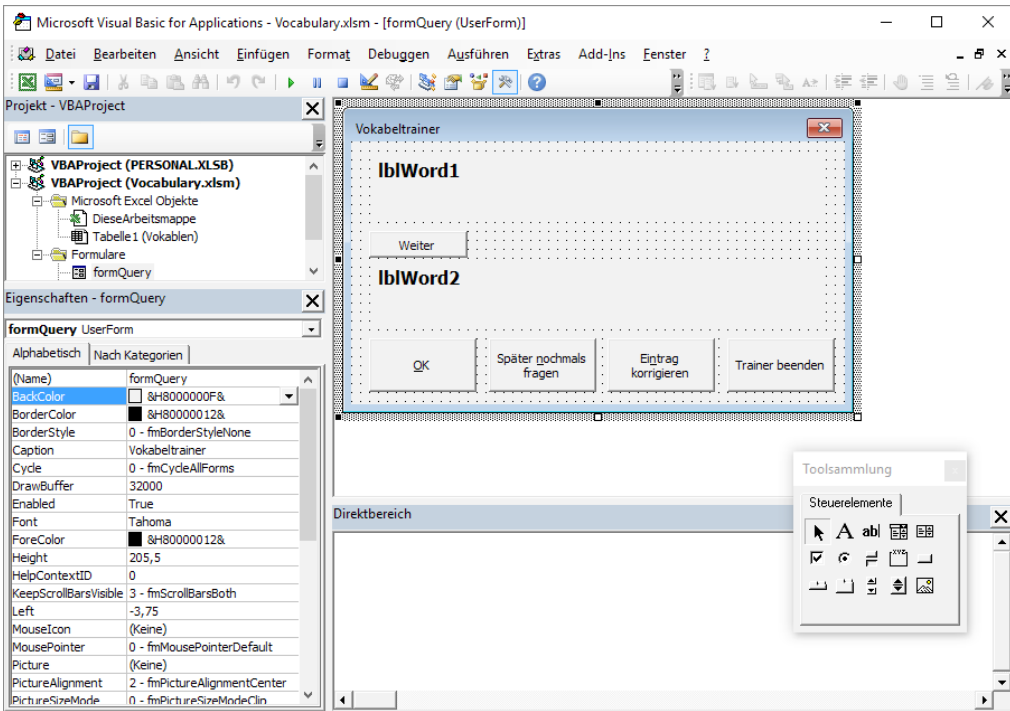 Microsoft Visual Basic for Applications - Vocabulary.xlsm - [formQuery (UserForm)]
Datei Bearbeiten Ansicht Einfügen Format Debuggen Ausführen Extras Add-Ins Fenster ?
Projekt - VBAProject
VBAProject (PERSONAL.XLSB)
VBAProject (Vocabulary.xlsm)
Microsoft Excel Objekte
DieseArbeitsmappe
Tabelle1 (Vokablen)
Formulare
formQuery
Eigenschaften - formQuery
formQuery UserForm
Alphabetisch Nach Kategorien
(Name) formQuery
BackColor &H8000000F&
BorderColor &H80000012&
BorderStyle 0 - fmBorderStyleNone
Caption Vokabeltrainer
Cycle 0 - fmCycleAllForms
DrawBuffer 32000
Enabled True
Font Tahoma
ForeColor &H80000012&
Height 205,5
HelpContextID 0
KeepScrollBarsVisible 3 - fmScrollBarsBoth
Left -3,75
MouseIcon (Keine)
MousePointer 0 - fmMousePointerDefault
Picture (Keine)
PictureAlignment 2 - fmPictureAlignmentCenter
PictureSizeMode 0 - fmPictureSizeModeClip
Vokabeltrainer
lblWord1
Weiter
lblWord2
OK
Später nochmals
fragen
Eintrag
korrigieren
Trainer beenden
Direktbereich
Toolsammlung
Steuerelemente
A ab|
XYZ